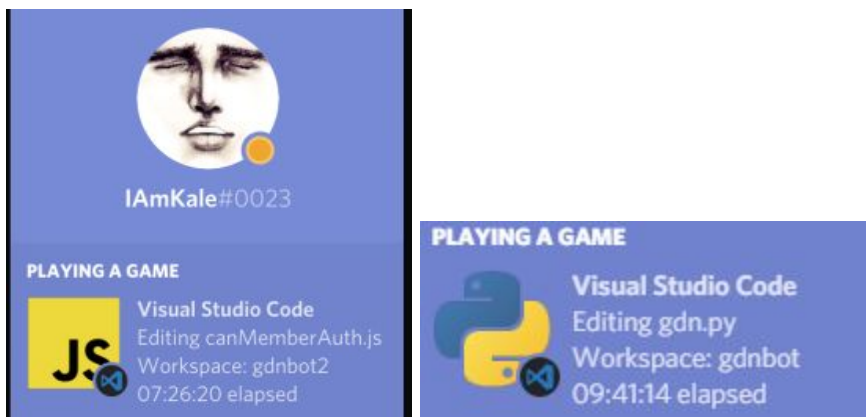 IAmKale#0023
PLAYING A GAME
JS
Visual Studio Code
Editing canMemberAuth.js
Workspace: gdnbot2
07:26:20 elapsed
PLAYING A GAME
Visual Studio Code
Editing gdn.py
Workspace: gdnbot
09:41:14 elapsed